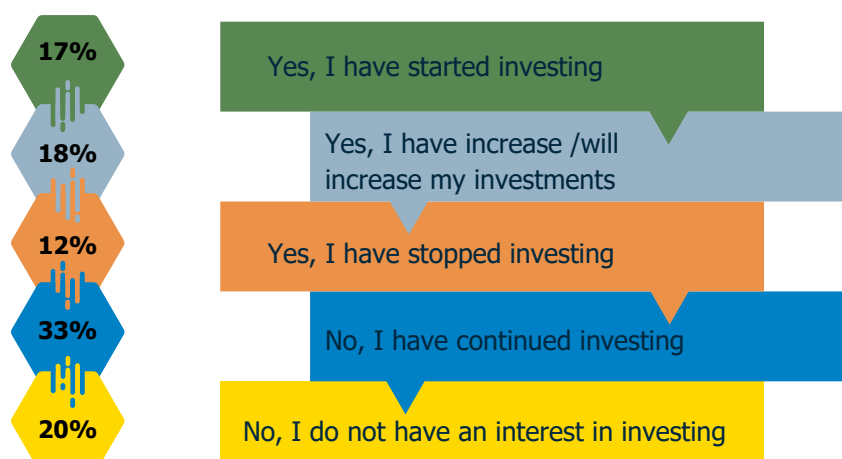 17%
Yes, I have started investing
18%
Yes, I have increase /will
increase my investments
12%
Yes, I have stopped investing
33%
No, I have continued investing
20%
No, I do not have an interest in investing